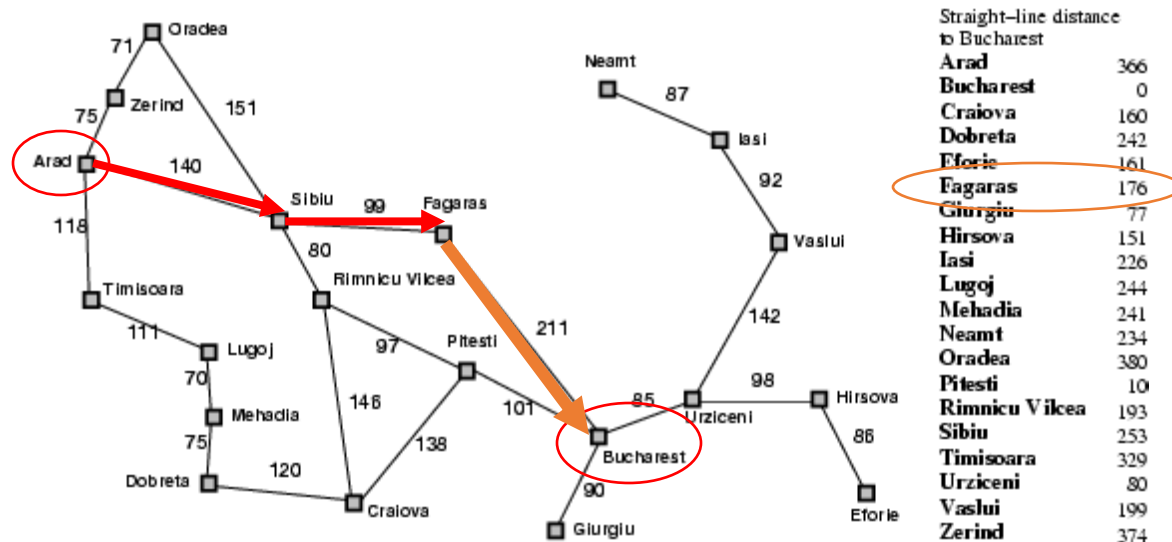 Oradea
71
Neamt
87
Zerind
151
75
Iasi
Arad
140
92
Sibiu
99
Fagaras
118
80
Vaslui
Rimnicu Vilcea
Timisoara
211
142
111
Lugoj
97
Pitesti
70
98
Hirsova
85
Urziceni
146
101
86
Mehadia
138
Bucharest
75
120
90
Dobreta
Craiova
Eforie
Giurgiu
Straight–line distance
to Bucharest
Arad 366
Bucharest 0
Craiova 160
Dobreta 242
Eforie 161
Fagaras 176
Giurgiu 77
Hirsova 151
Iasi 226
Lugoj 244
Mehadia 241
Neamt 234
Oradea 380
Pitesti 10
Rimnicu Vilcea 193
Sibiu 253
Timisoara 329
Urziceni 80
Vaslui 199
Zerind 374